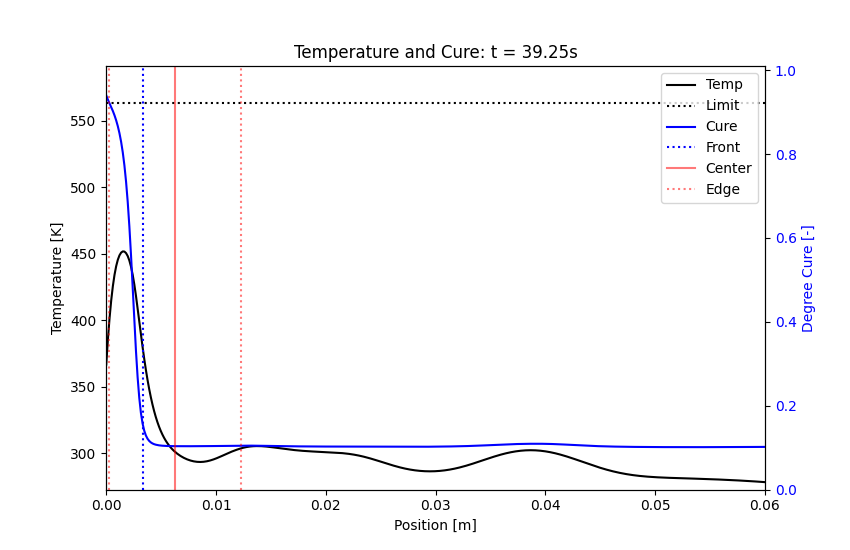 Temperature and Cure: t = 39.25s
Temp
Limit
Cure
Front
Center
Edge
Temperature [K]
550
500
450
400
350
300
Degree Cure [-]
1.0
0.8
0.6
0.4
0.2
0.0
0.00 0.01 0.02 0.03 0.04 0.05 0.06
Position [m]